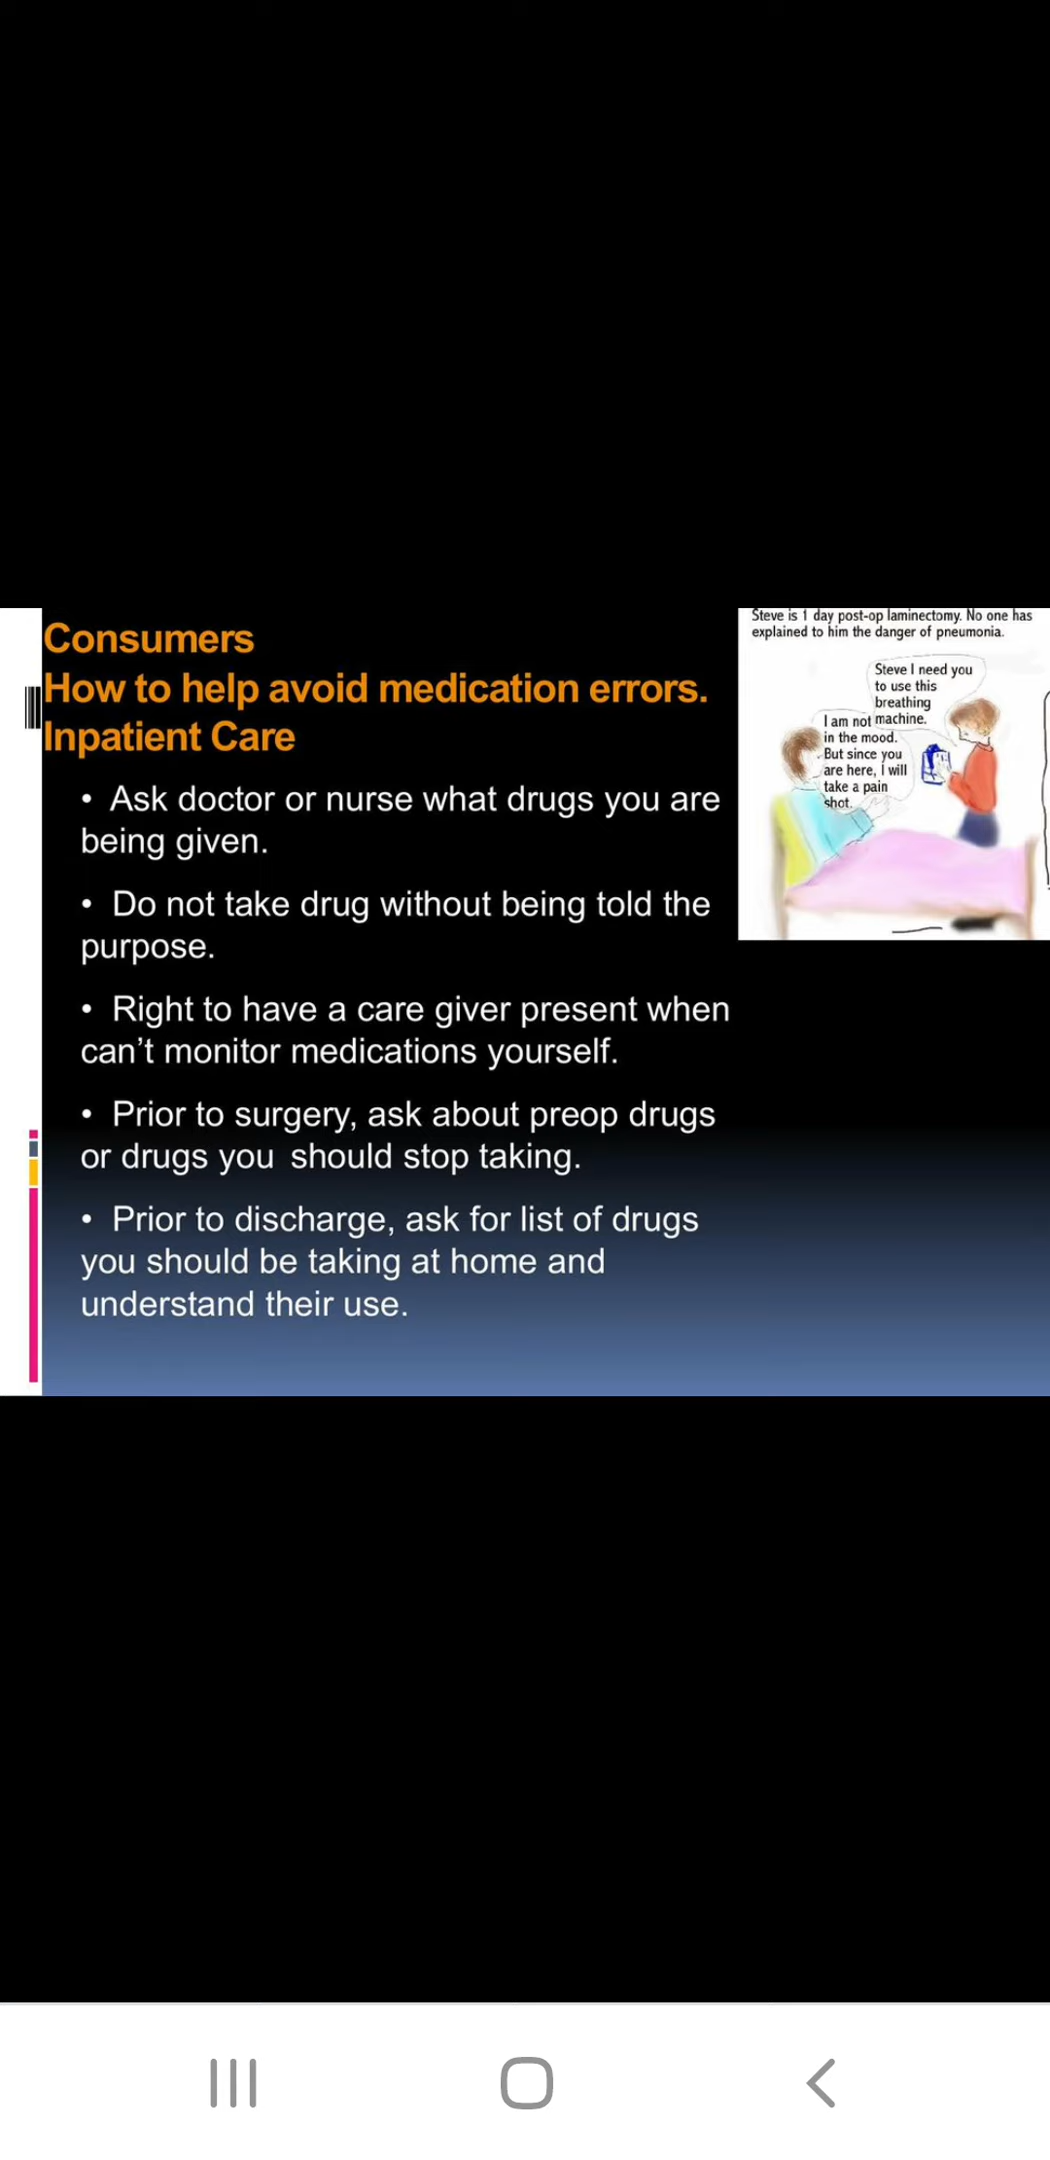 Consumers
How to help avoid medication errors.
Inpatient Care
• Ask doctor or nurse what drugs you are
being given.
• Do not take drug without being told the
purpose.
• Right to have a care giver present when
can’t monitor medications yourself.
• Prior to surgery, ask about preop drugs
or drugs you  should stop taking.
• Prior to discharge, ask for list of drugs
you should be taking at home and
understand their use.
Steve is 1 day post-op laminectomy. No one has
explained to him the danger of pneumonia.
Steve I need you
to use this
breathing
machine.
I am not
in the mood.
But since you
are here, I will
take a pain
shot.